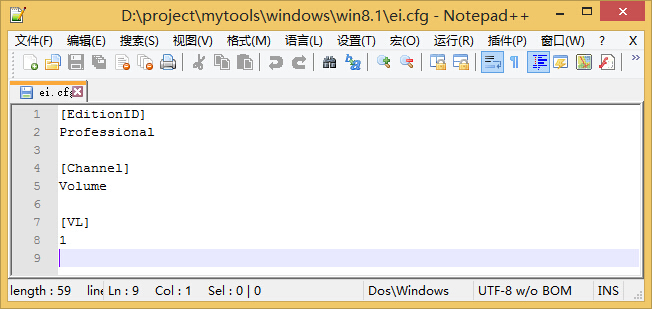 D:\project\mytools\windows\win8.1\ei.cfg - Notepad++
文件(F) 编辑(E) 搜索(S) 视图(V) 格式(M) 语言(L) 设置(T) 宏(O) 运行(R) 插件(P) 窗口(W) ? X
ei.cfg
1 [EditionID]
2 Professional
3
4 [Channel]
5 Volume
6
7 [VL]
8 1
9
length : 59 line Ln : 9 Col : 1 Sel : 0 | 0 Dos\Windows UTF-8 w/o BOM INS